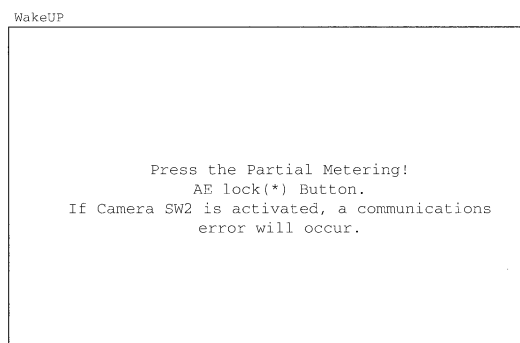 WakeUP
Press the Partial Metering!
AE lock(*) Button.
If Camera SW2 is activated, a communications
error will occur.